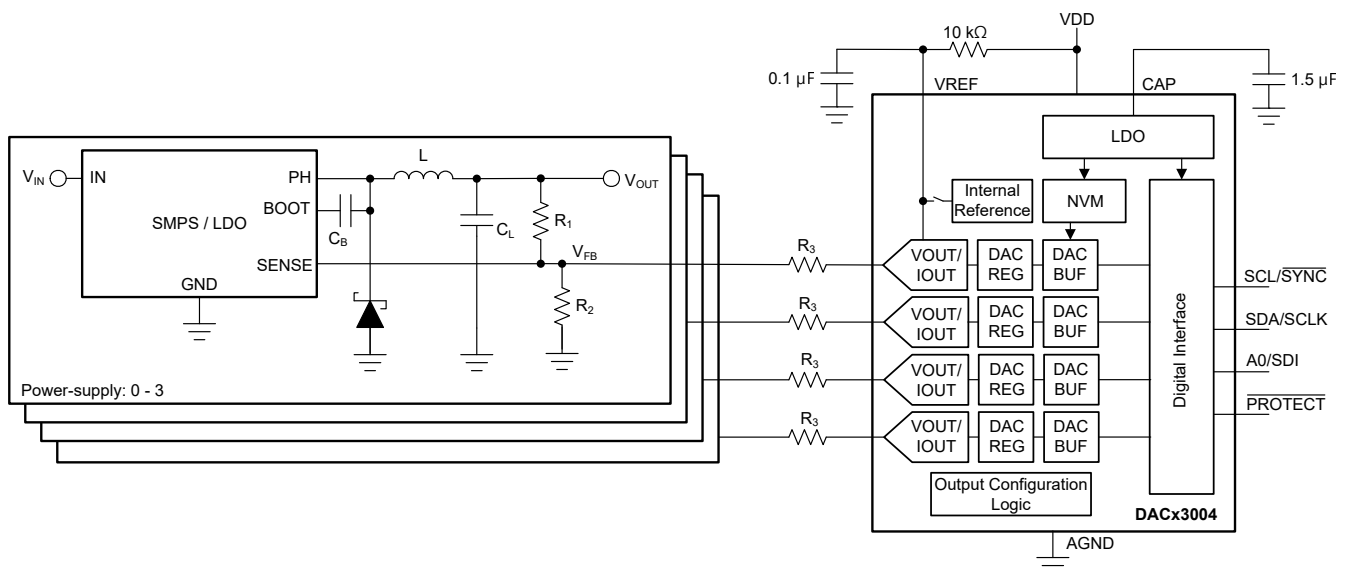 VDD
10 kΩ
0.1 µF
VREF
CAP
1.5 µF
LDO
Internal
Reference
NVM
VIN
IN
PH
L
VOUT
BOOT
SMPS / LDO
CB
CL
R1
VFB
SENSE
GND
R2
Power-supply: 0 - 3
R3
VOUT/
IOUT
DAC
REG
DAC
BUF
R3
VOUT/
IOUT
DAC
REG
DAC
BUF
R3
VOUT/
IOUT
DAC
REG
DAC
BUF
R3
VOUT/
IOUT
DAC
REG
DAC
BUF
Digital Interface
SCL/SYNC
SDA/SCLK
A0/SDI
PROTECT
Output Configuration
Logic
DACx3004
AGND